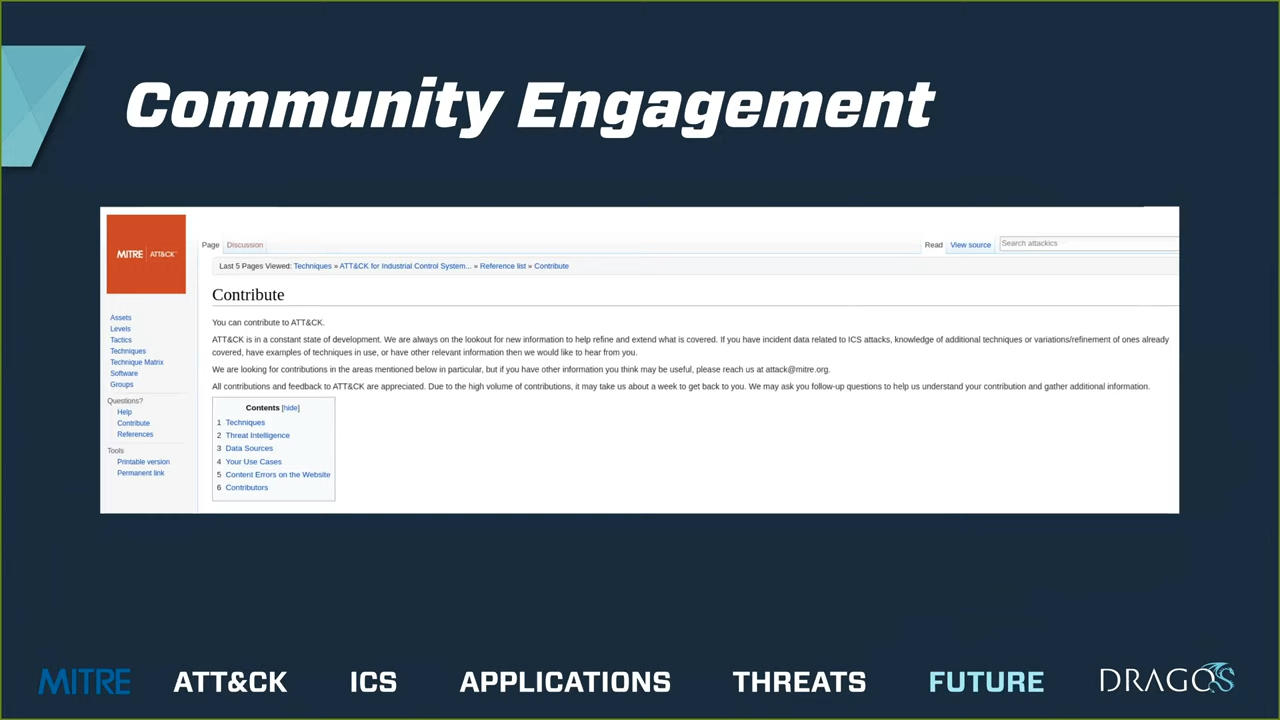 Community Engagement
MITRE | ATT&CK™
Page Discussion Read View source Search attackics
Last 5 Pages Viewed: Techniques » ATT&CK for Industrial Control System... » Reference list » Contribute
Contribute
You can contribute to ATT&CK.
ATT&CK is in a constant state of development. We are always on the lookout for new information to help refine and extend what is covered. If you have incident data related to ICS attacks, knowledge of additional techniques or variations/refinement of ones already
covered, have examples of techniques in use, or have other relevant information then we would like to hear from you.
We are looking for contributions in the areas mentioned below in particular, but if you have other information you think may be useful, please reach us at attack@mitre.org.
All contributions and feedback to ATT&CK are appreciated. Due to the high volume of contributions, it may take us about a week to get back to you. We may ask you follow-up questions to help us understand your contribution and gather additional information.
Contents [hide]
1 Techniques
2 Threat Intelligence
3 Data Sources
4 Your Use Cases
5 Content Errors on the Website
6 Contributors
Assets
Levels
Tactics
Techniques
Technique Matrix
Software
Groups
Questions?
Help
Contribute
References
Tools
Printable version
Permanent link
MITRE ATT&CK ICS APPLICATIONS THREATS FUTURE DRAGOS